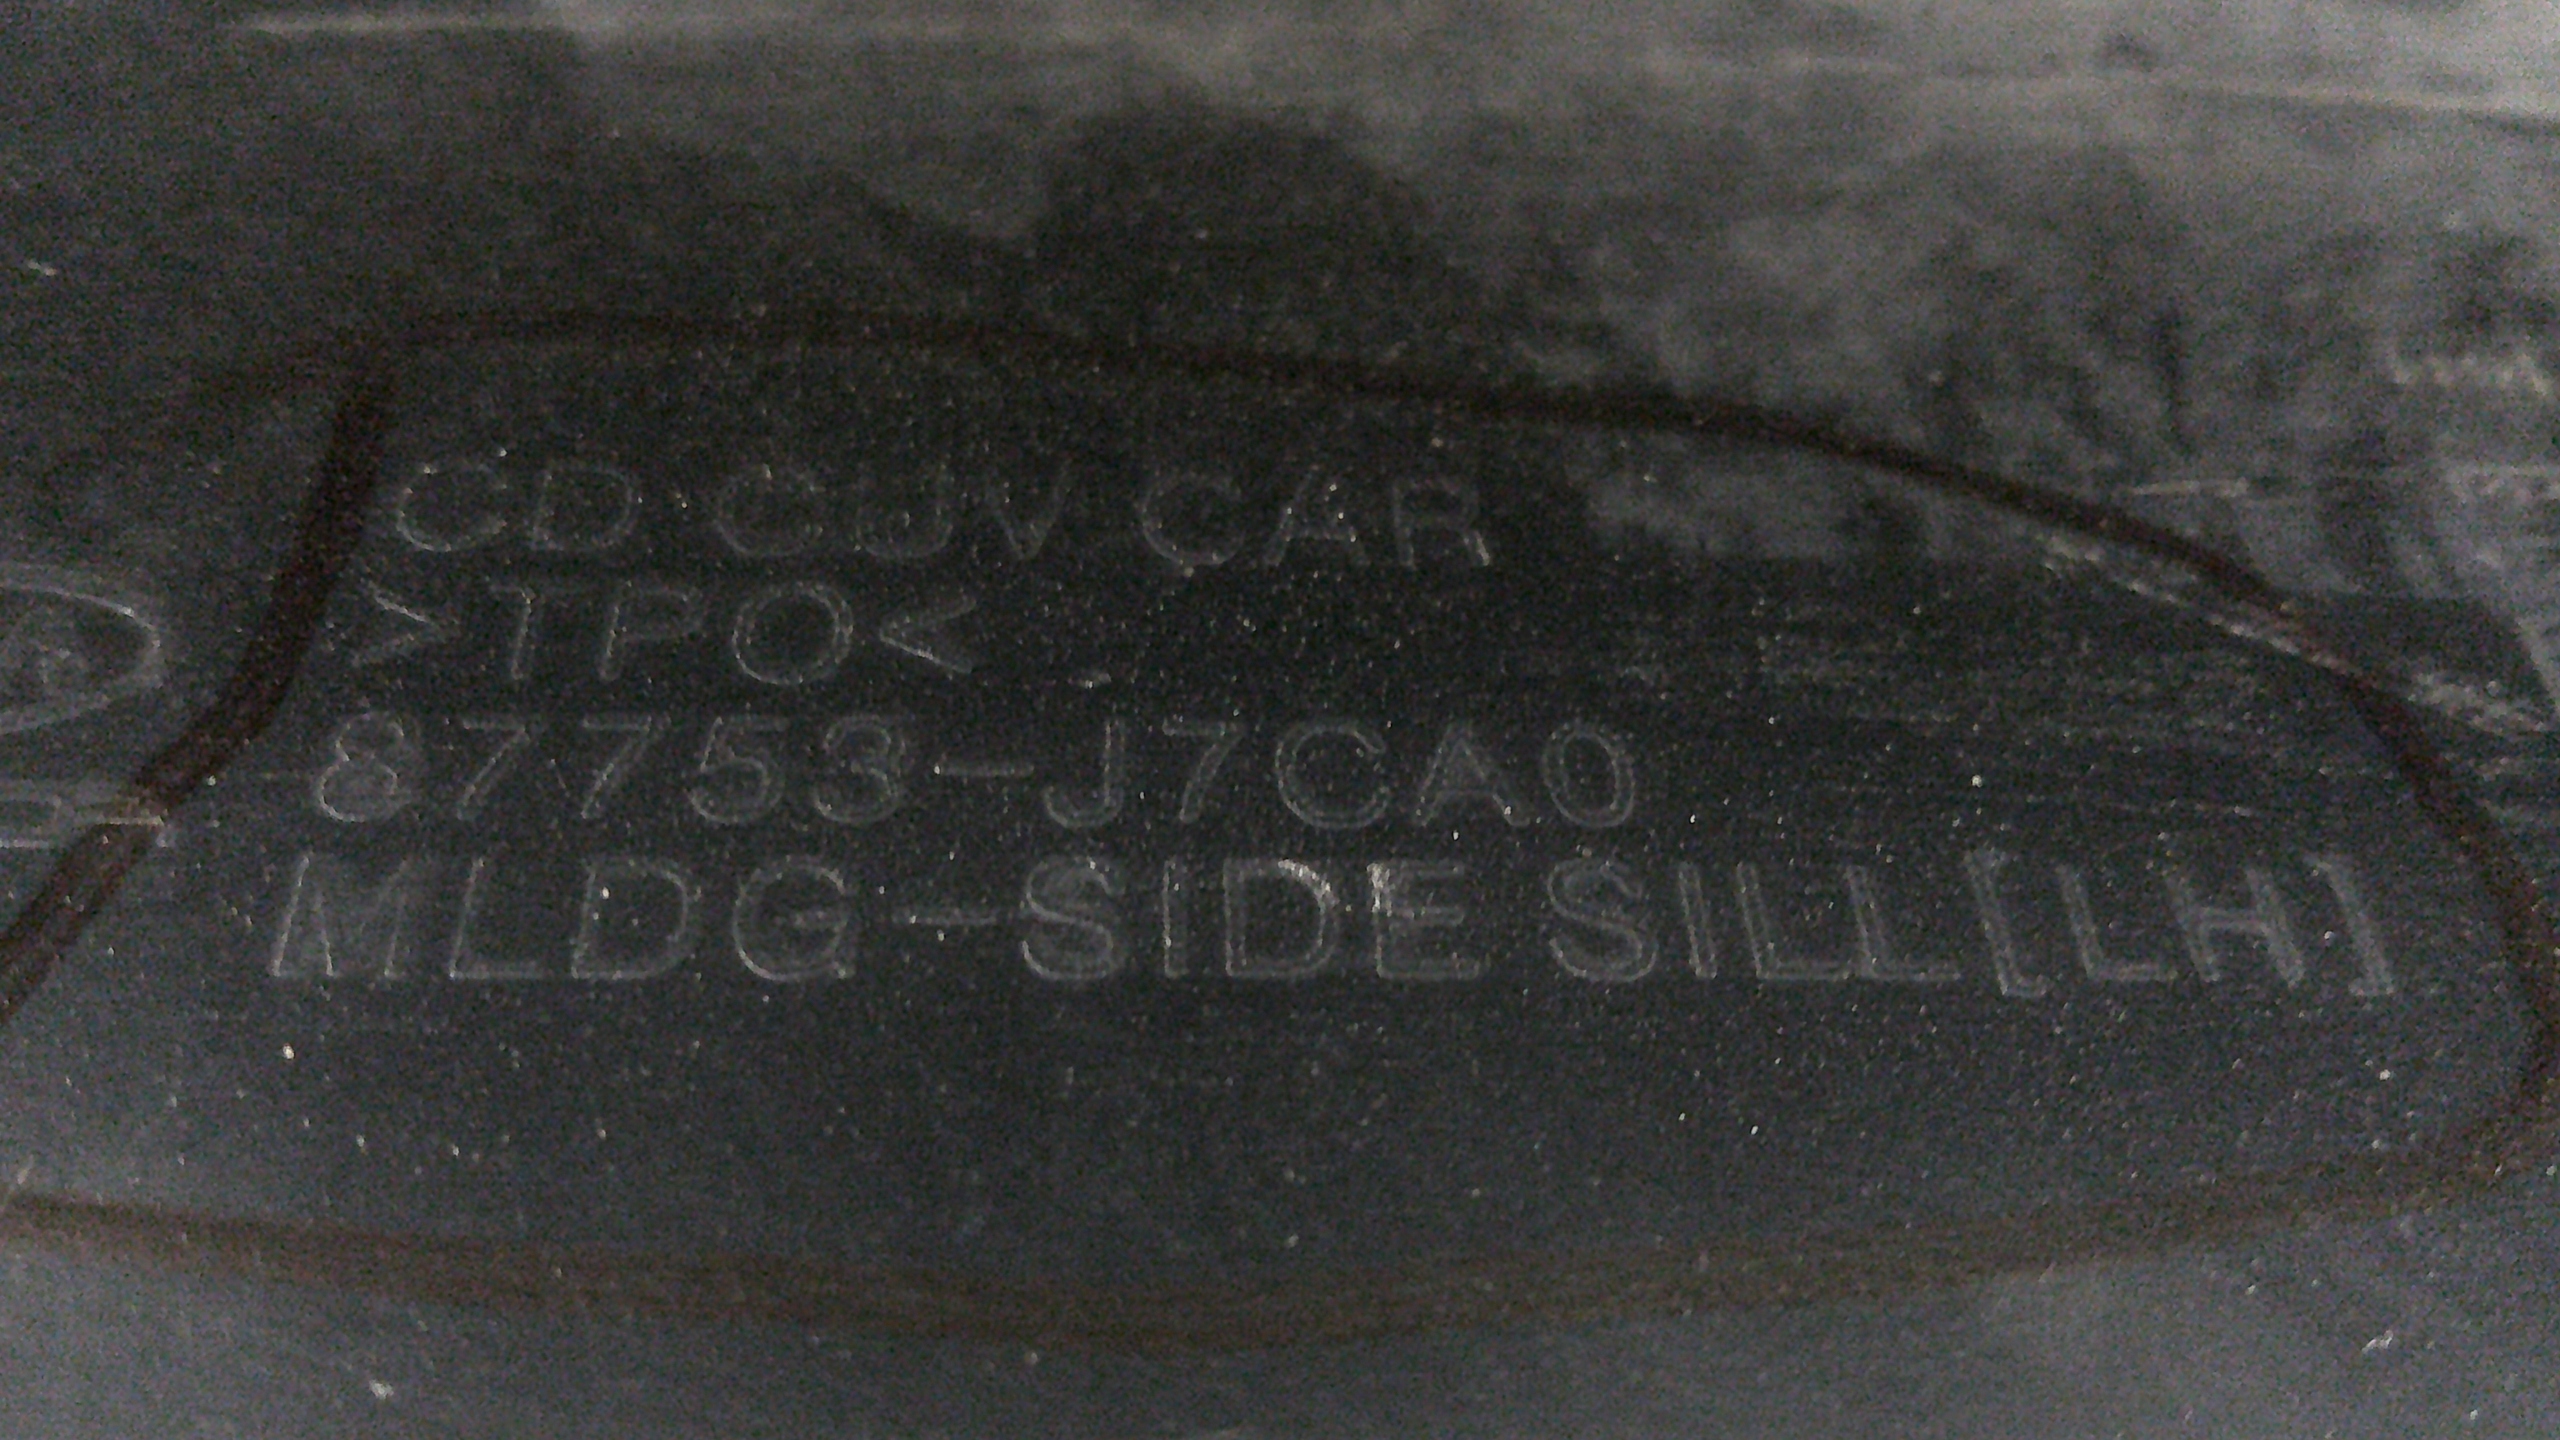 CD CUV CAR
>TPO<
87753-J7CA0
MLDG-SIDE SILL[LH]